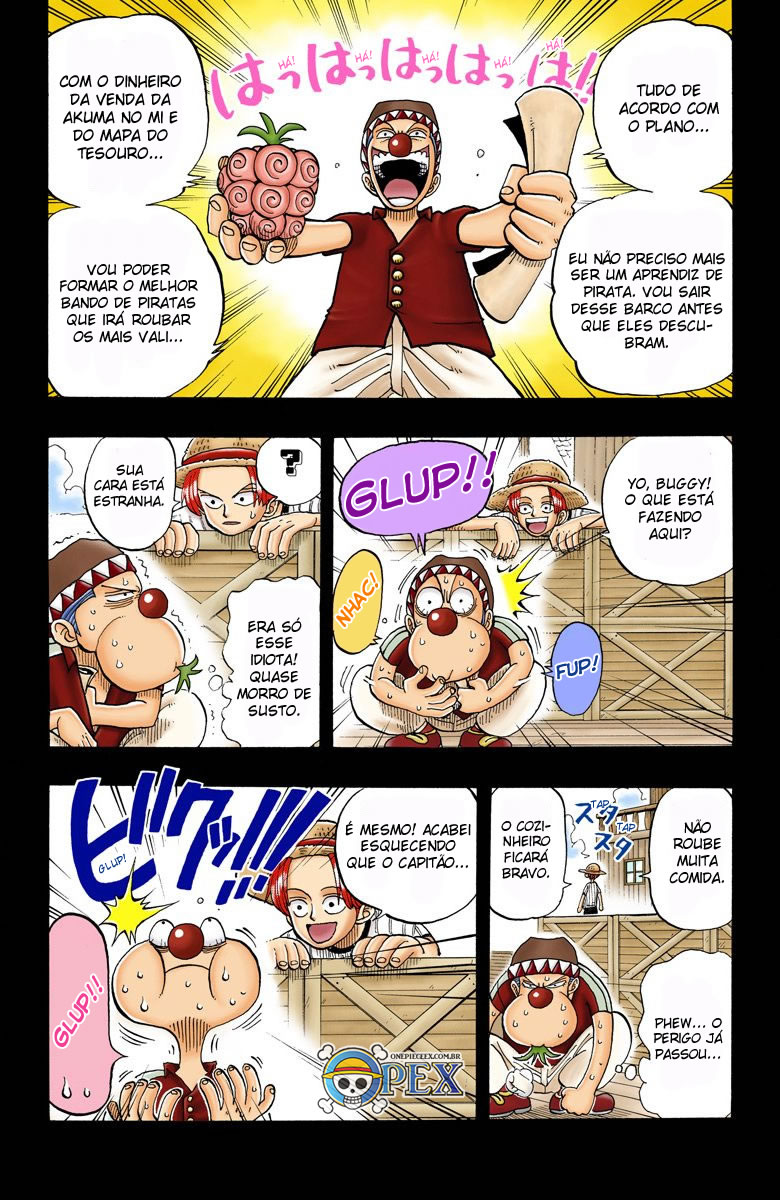 はっはっはっはっは!!
HÁ!
HÁ!
HÁ!
HÁ!
HÁ!
TUDO DE
ACORDO COM
O PLANO...
EU NÃO PRECISO MAIS
SER UM APRENDIZ DE
PIRATA. VOU SAIR
DESSE BARCO ANTES
QUE ELES DESCU-
BRAM.
COM O DINHEIRO
DA VENDA DA
AKUMA NO MI E
DO MAPA DO
TESOURO...
VOU PODER
FORMAR O MELHOR
BANDO DE PIRATAS
QUE IRÁ ROUBAR
OS MAIS VALI...
YO, BUGGY!
O QUE ESTÁ
FAZENDO
AQUI?
GLUP!!
NHAC!
FUP!
?
SUA
CARA ESTÁ
ESTRANHA.
ERA SÓ
ESSE
IDIOTA!
QUASE
MORRO DE
SUSTO.
NÃO
ROUBE
MUITA
COMIDA.
O COZI-
NHEIRO
FICARÁ
BRAVO.
スタ
TAP
スタ
TAP
PHEW... O
PERIGO JÁ
PASSOU...
É MESMO! ACABEI
ESQUECENDO
QUE O CAPITÃO...
ビクッ!!!
GLUP!
GLUP!!
ONEPIECEEX.COM.BR
OPEX